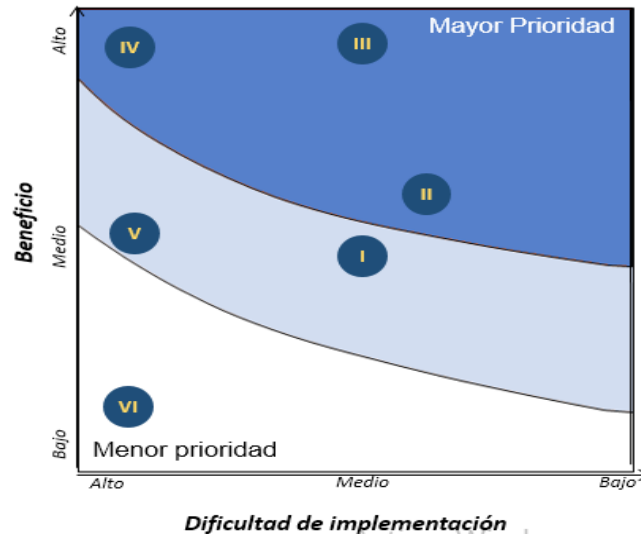 Alto
IV
III
Mayor Prioridad
II
Beneficio
Medio
V
I
VI
Bajo
Menor prioridad
Alto
Medio
Bajo
Dificultad de implementación